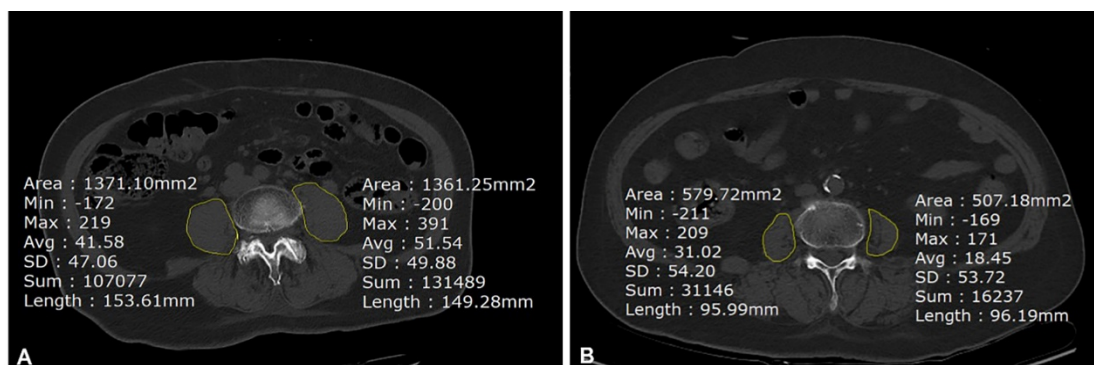 Area : 1371.10mm2
Min : -172
Max : 219
Avg : 41.58
SD : 47.06
Sum : 107077
Length : 153.61mm
Area : 1361.25mm2
Min : -200
Max : 391
Avg : 51.54
SD : 49.88
Sum : 131489
Length : 149.28mm
A
Area : 579.72mm2
Min : -211
Max : 209
Avg : 31.02
SD : 54.20
Sum : 31146
Length : 95.99mm
Area : 507.18mm2
Min : -169
Max : 171
Avg : 18.45
SD : 53.72
Sum : 16237
Length : 96.19mm
B